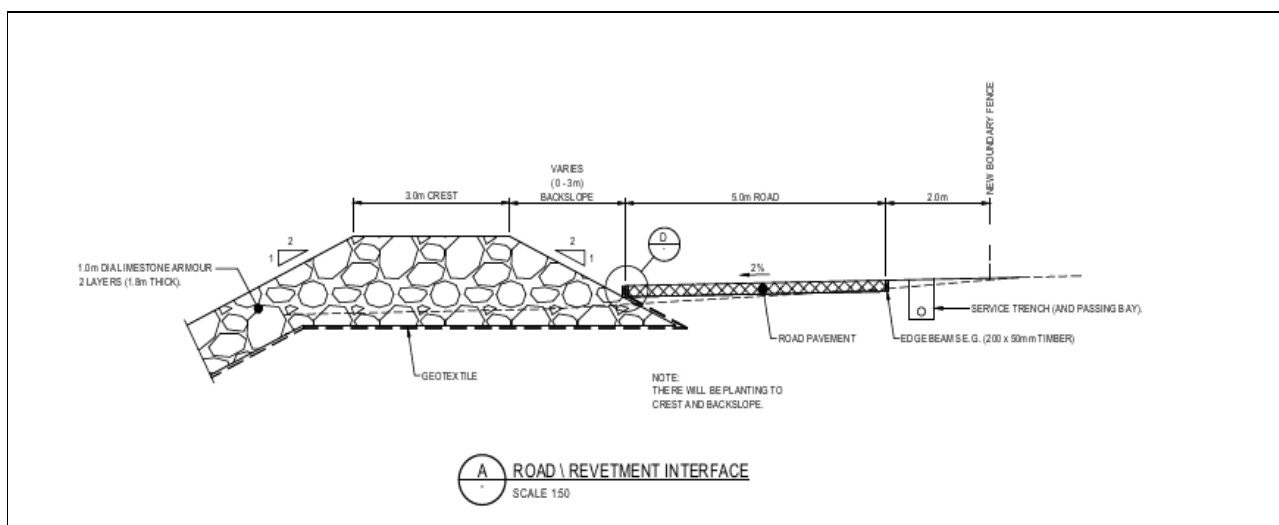 NEW BOUNDARY FENCE
VARIES
(0 - 3m)
BACKSLOPE
3.0m CREST
5.0m ROAD
2.0m
2
1
2
1
D
-
2%
1.0m DIA LIMESTONE ARMOUR
2 LAYERS (1.8m THICK).
SERVICE TRENCH (AND PASSING BAY).
ROAD PAVEMENT
EDGE BEAMS E.G. (200 x 50mm TIMBER)
GEOTEXTILE
NOTE:
THERE WILL BE PLANTING TO
CREST AND BACKSLOPE.
A
-
ROAD \ REVETMENT INTERFACE
SCALE 1:50